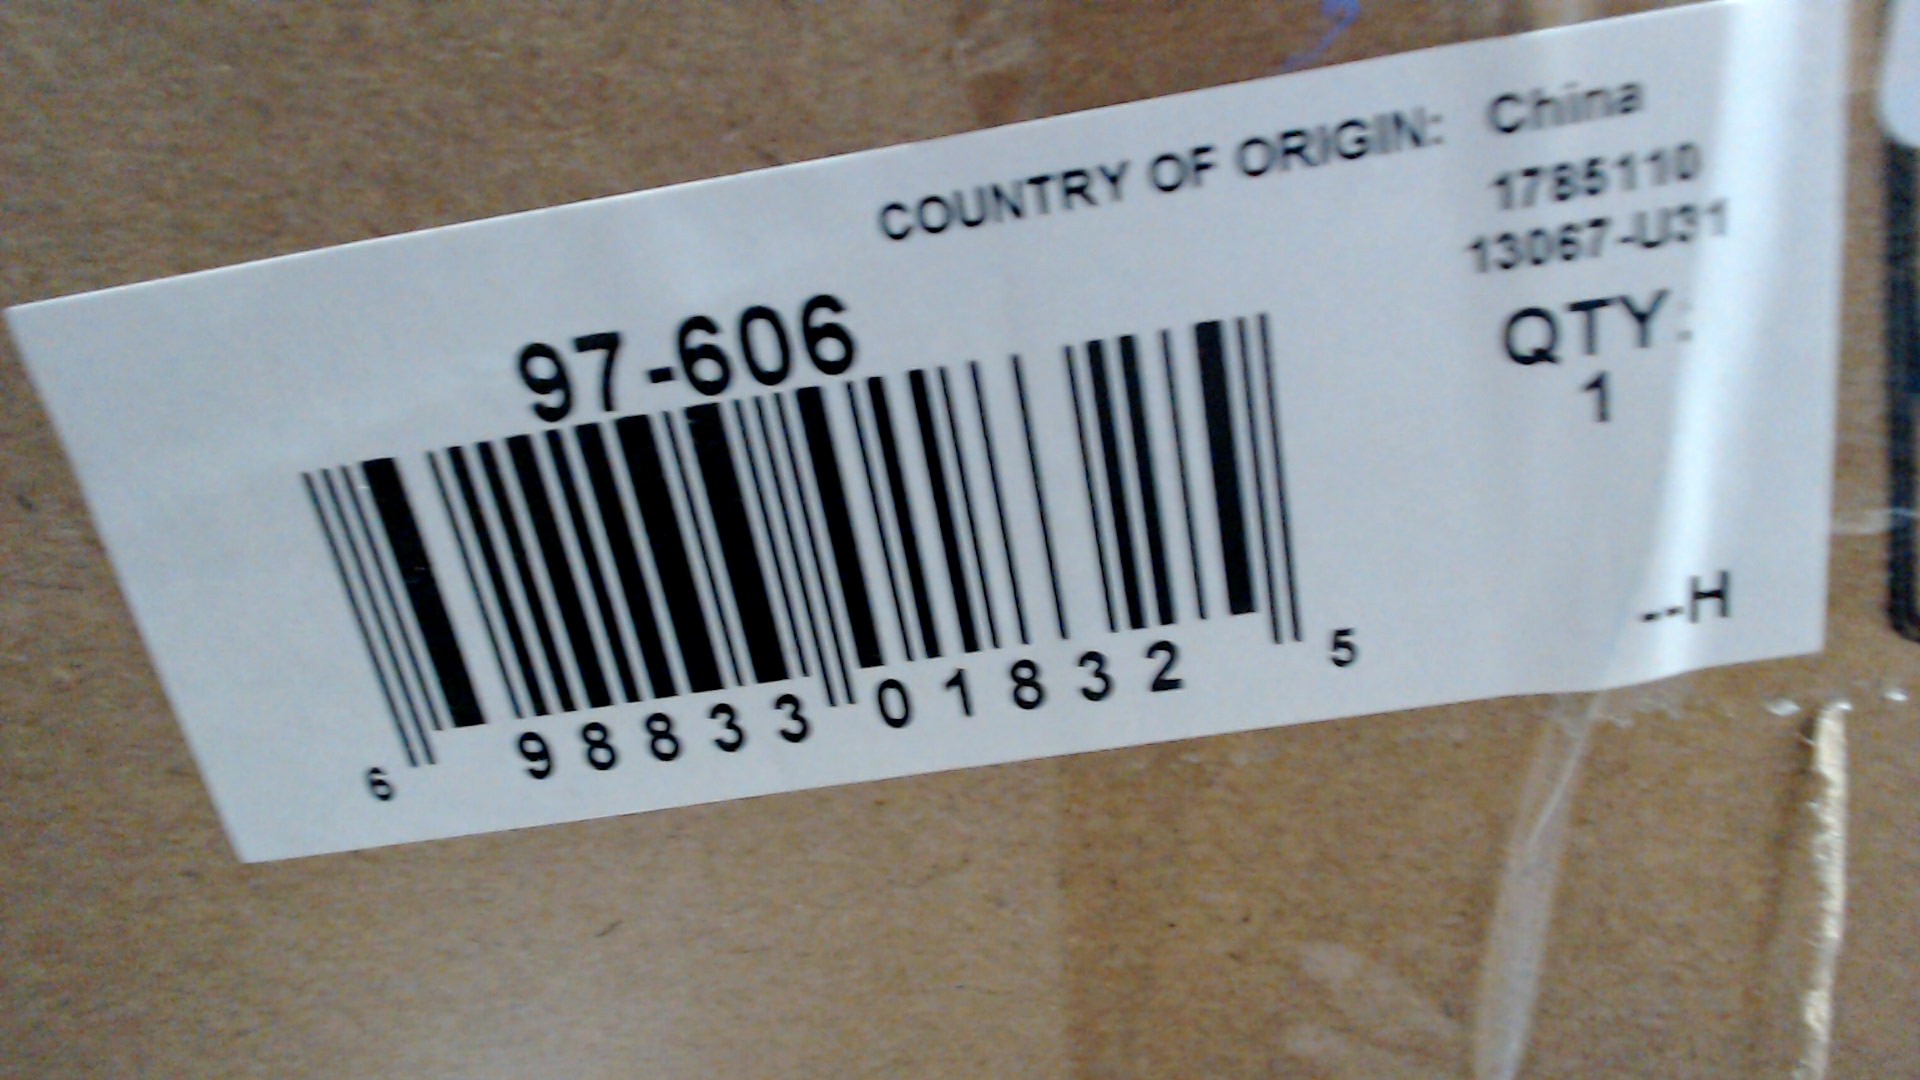 COUNTRY OF ORIGIN: China
1785110
13067-U31
97-606
QTY:
1
--H
6 98833 01832 5